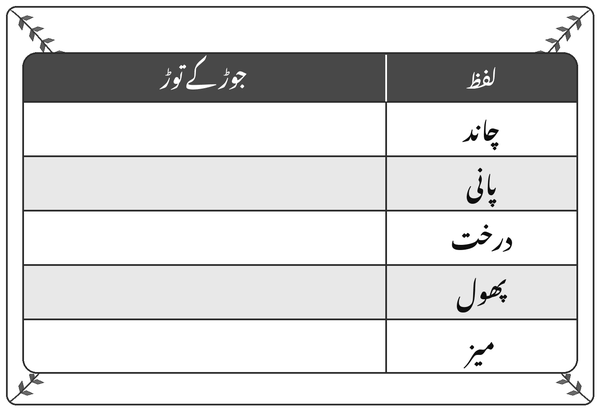 لفظ جوڑ کے توڑ
چاند
پانی
درخت
پھول
میز